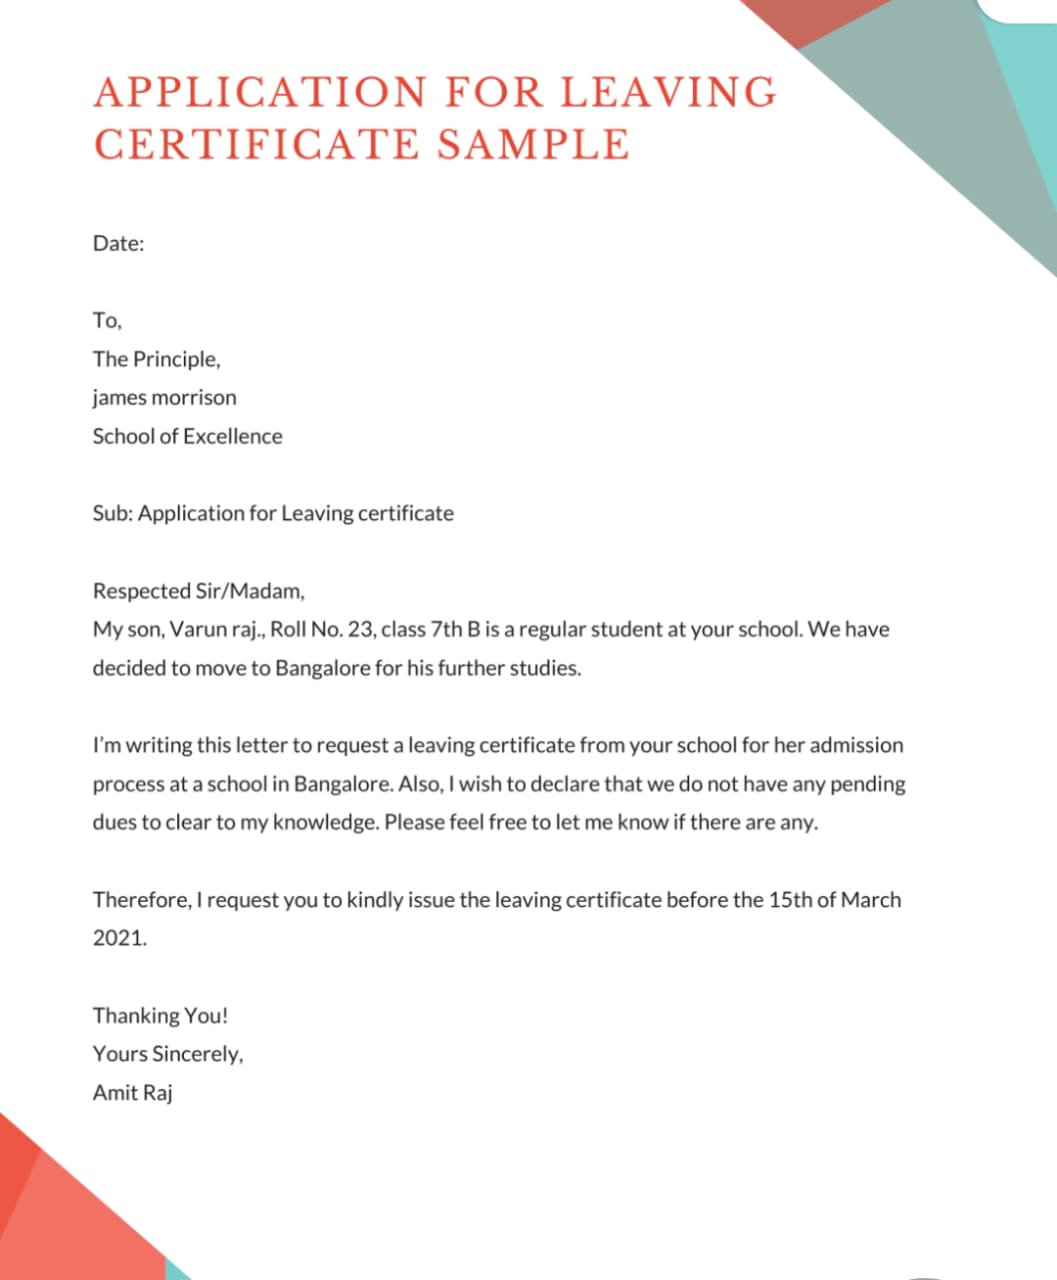 APPLICATION FOR LEAVING
CERTIFICATE SAMPLE
Date:
To,
The Principle,
james morrison
School of Excellence
Sub: Application for Leaving certificate
Respected Sir/Madam,
My son, Varun raj., Roll No. 23, class 7th B is a regular student at your school. We have
decided to move to Bangalore for his further studies.
I'm writing this letter to request a leaving certificate from your school for her admission
process at a school in Bangalore. Also, I wish to declare that we do not have any pending
dues to clear to my knowledge. Please feel free to let me know if there are any.
Therefore, I request you to kindly issue the leaving certificate before the 15th of March
2021.
Thanking You!
Yours Sincerely,
Amit Raj